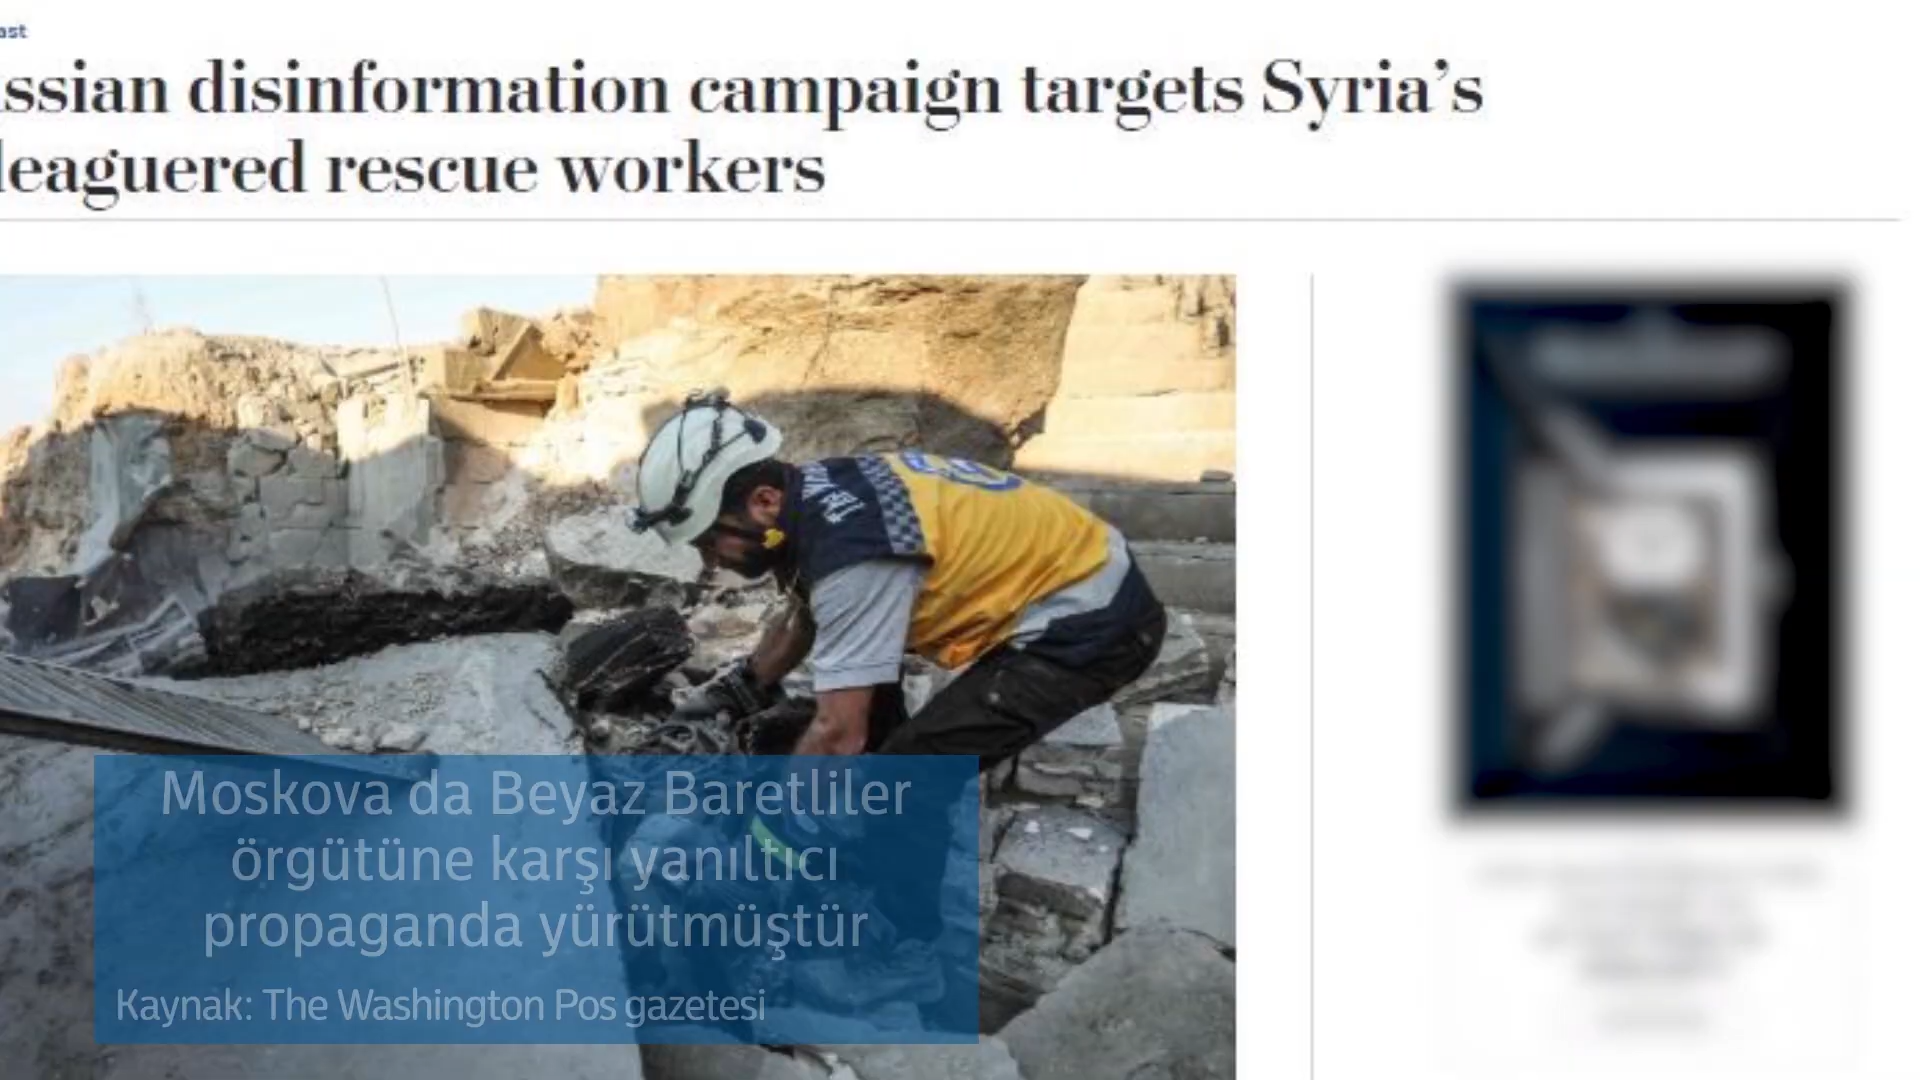 ast
ssian disinformation campaign targets Syria's
leaguered rescue workers
Moskova da Beyaz Baretliler
örgütüne karşı yanıltıcı
propaganda yürütmüştür
Kaynak: The Washington Pos gazetesi